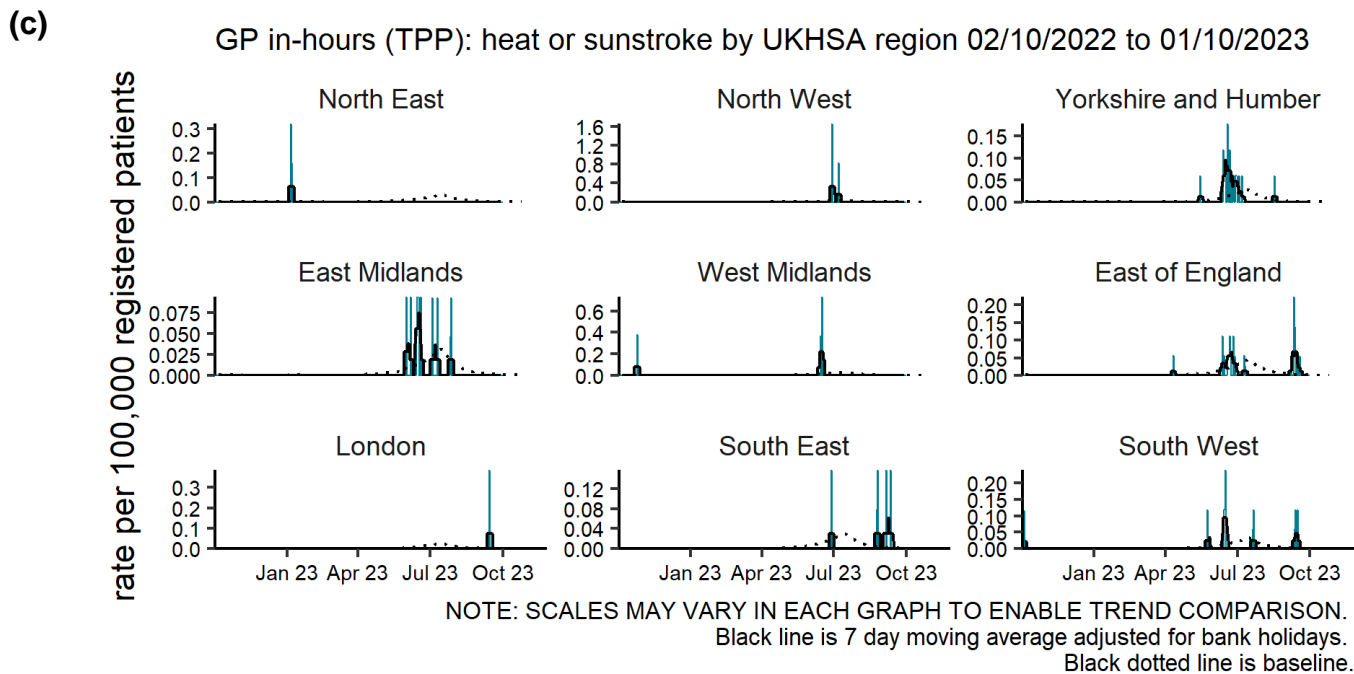 (c)
GP in-hours (TPP): heat or sunstroke by UKHSA region 02/10/2022 to 01/10/2023
rate per 100,000 registered patients
North East
0.3
0.2
0.1
0.0
North West
1.6
1.2
0.8
0.4
0.0
Yorkshire and Humber
0.15
0.10
0.05
0.00
East Midlands
0.075
0.050
0.025
0.000
West Midlands
0.6
0.4
0.2
0.0
East of England
0.20
0.15
0.10
0.05
0.00
London
0.3
0.2
0.1
0.0
Jan 23 Apr 23 Jul 23 Oct 23
South East
0.12
0.08
0.04
0.00
Jan 23 Apr 23 Jul 23 Oct 23
South West
0.20
0.15
0.10
0.05
0.00
Jan 23 Apr 23 Jul 23 Oct 23
NOTE: SCALES MAY VARY IN EACH GRAPH TO ENABLE TREND COMPARISON.
Black line is 7 day moving average adjusted for bank holidays.
Black dotted line is baseline.